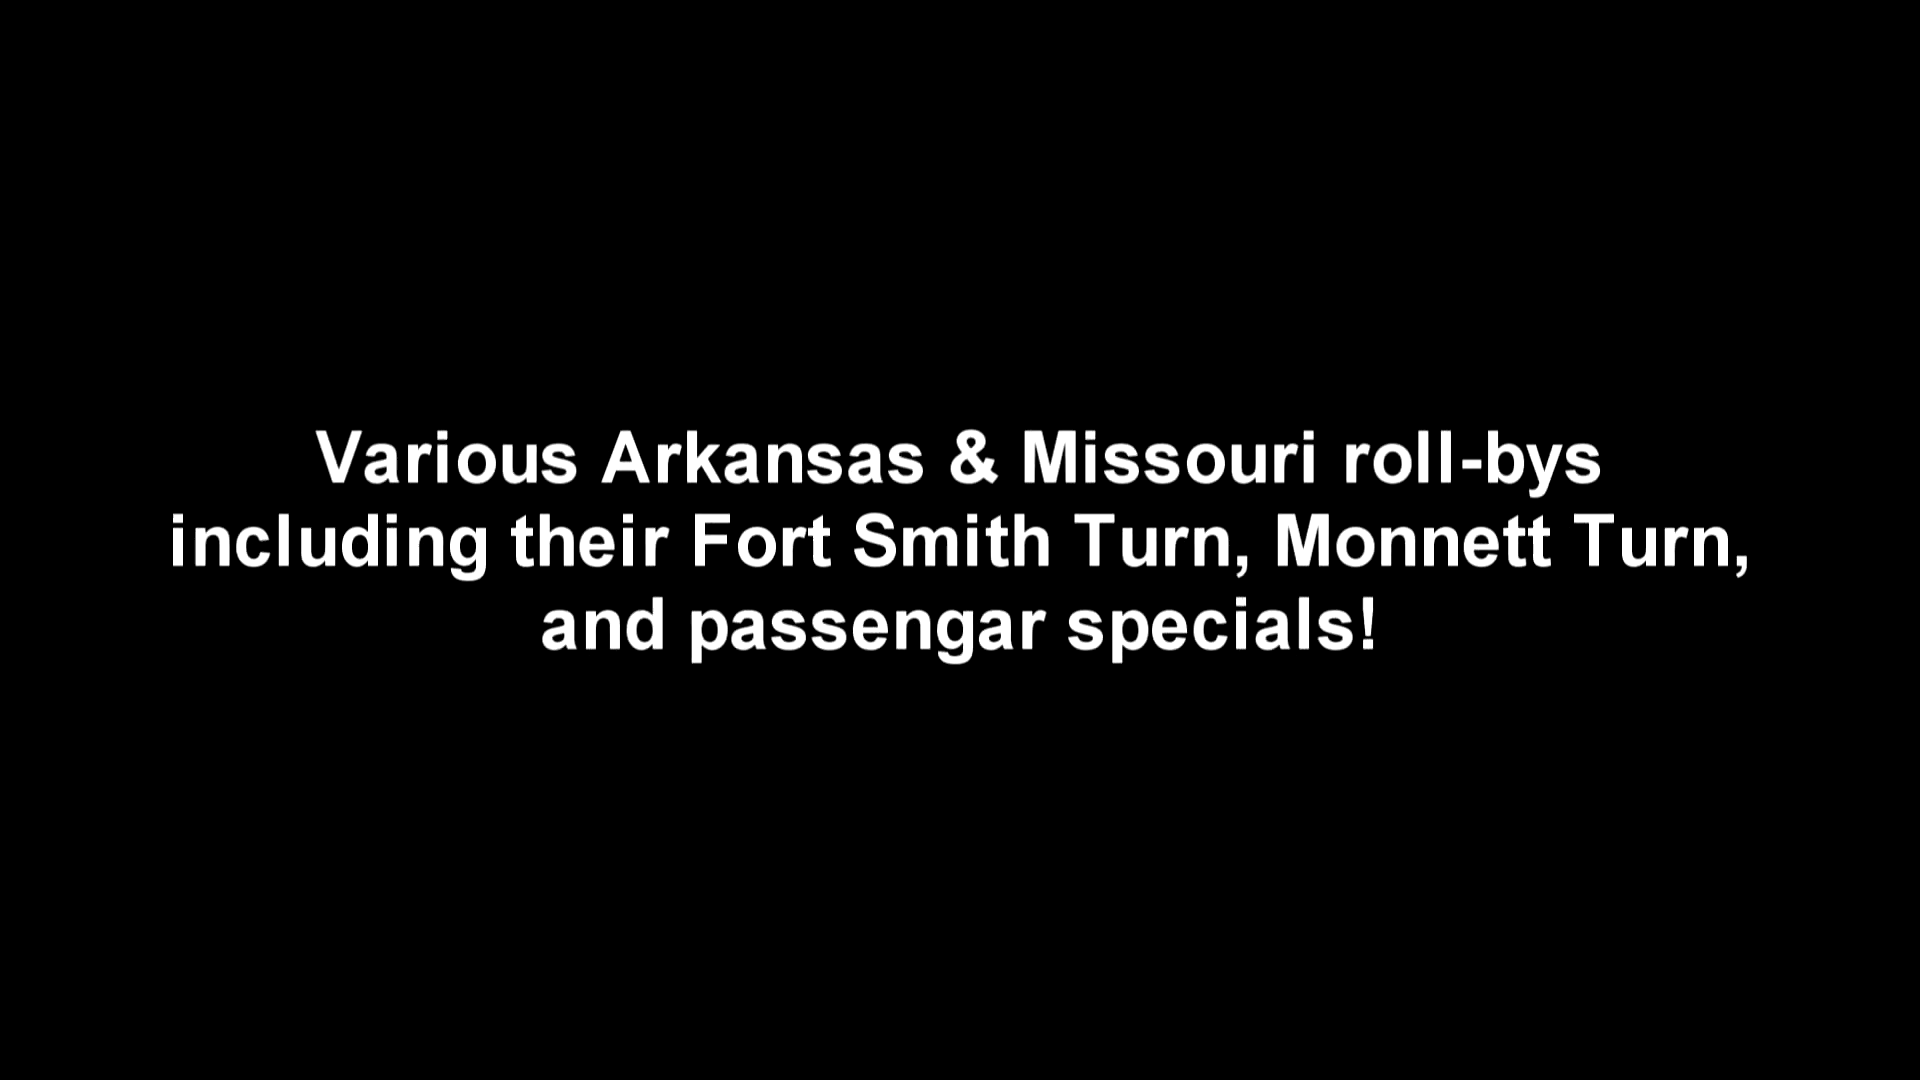 Various Arkansas & Missouri roll-bys
including their Fort Smith Turn, Monnett Turn,
and passengar specials!